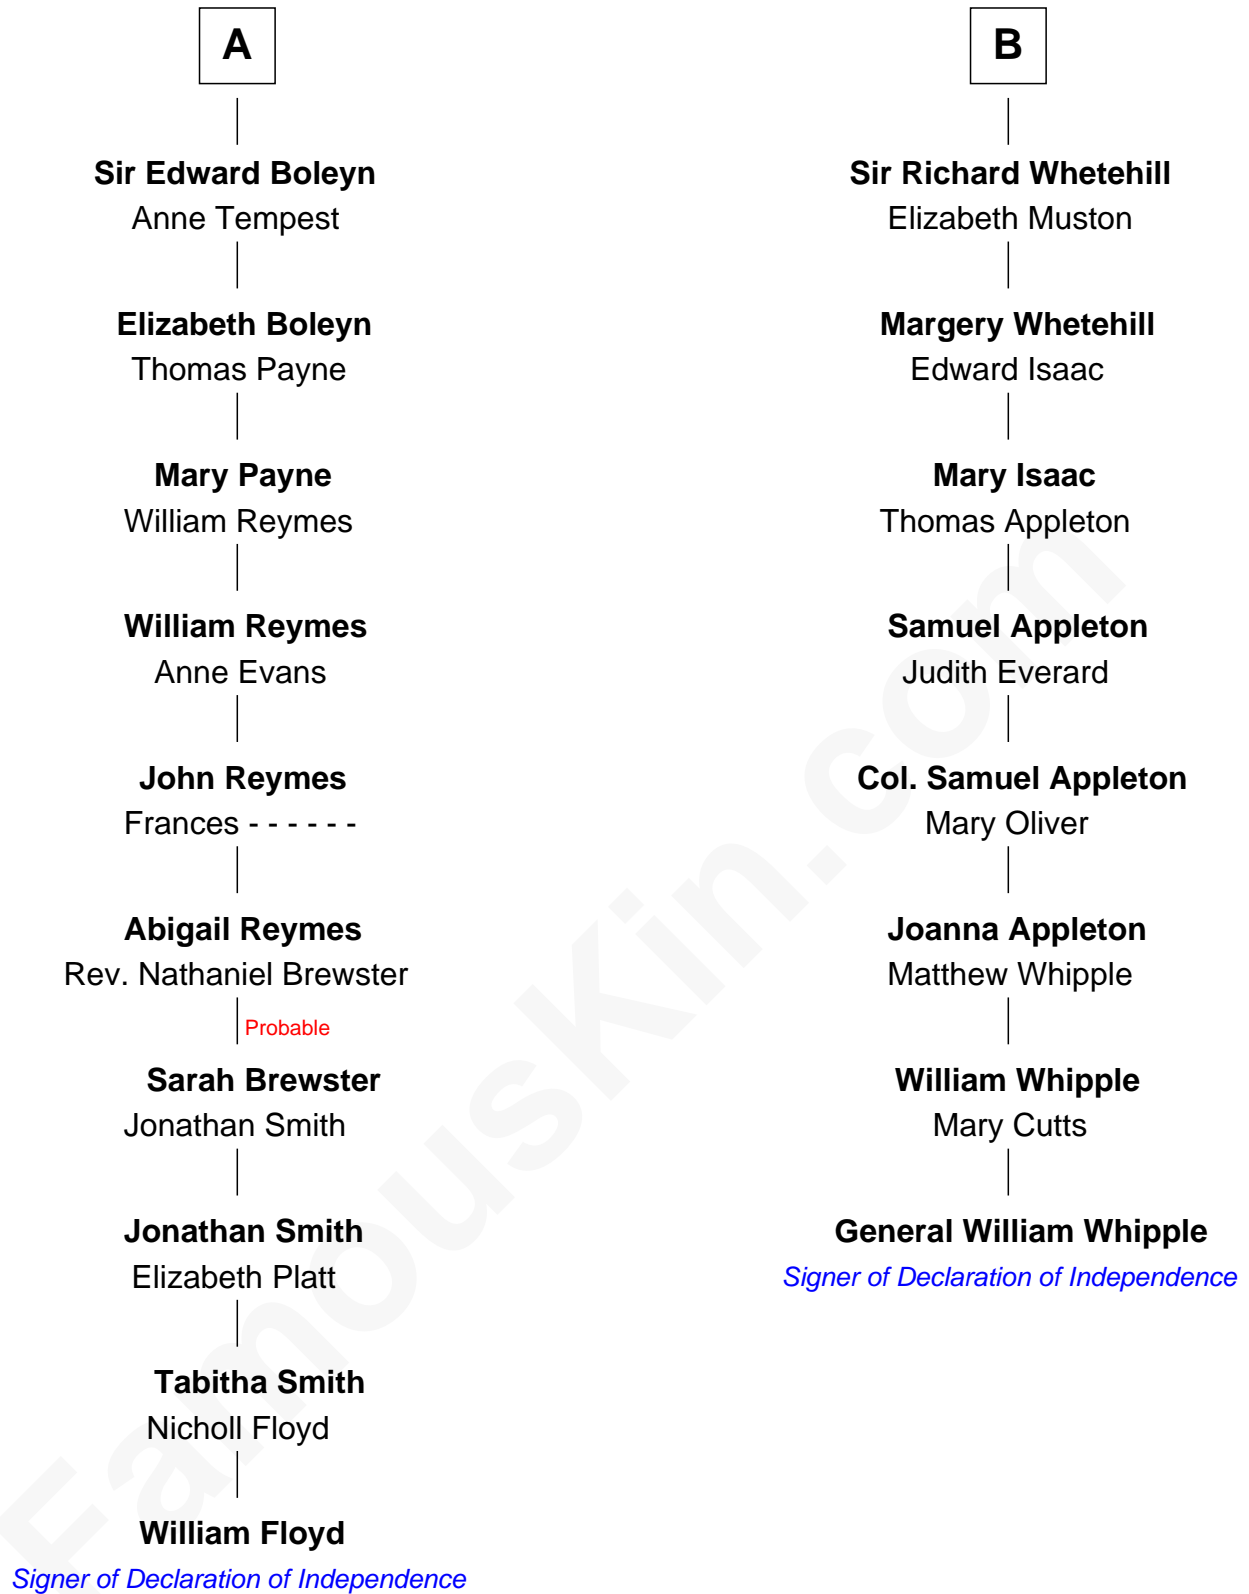 A
Sir Edward Boleyn
Anne Tempest
Elizabeth Boleyn
Thomas Payne
Mary Payne
William Reymes
William Reymes
Anne Evans
John Reymes
Frances - - - - - -
Abigail Reymes
Rev. Nathaniel Brewster
Probable
Sarah Brewster
Jonathan Smith
Jonathan Smith
Elizabeth Platt
Tabitha Smith
Nicholl Floyd
William Floyd
Signer of Declaration of Independence
B
Sir Richard Whetehill
Elizabeth Muston
Margery Whetehill
Edward Isaac
Mary Isaac
Thomas Appleton
Samuel Appleton
Judith Everard
Col. Samuel Appleton
Mary Oliver
Joanna Appleton
Matthew Whipple
William Whipple
Mary Cutts
General William Whipple
Signer of Declaration of Independence
FamousKin.com